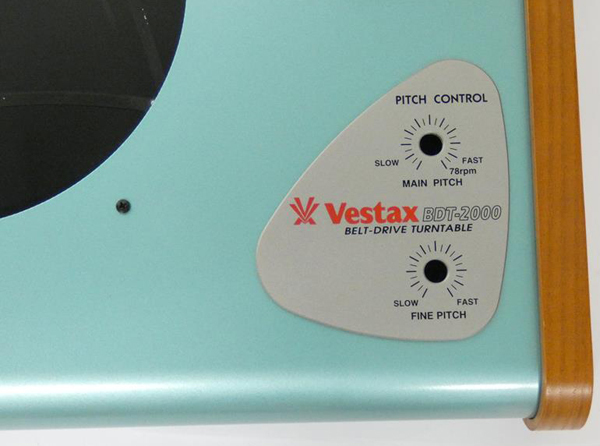 PITCH CONTROL
SLOW FAST
78rpm
MAIN PITCH
Vestax BDT-2000
BELT-DRIVE TURNTABLE
SLOW FAST
FINE PITCH